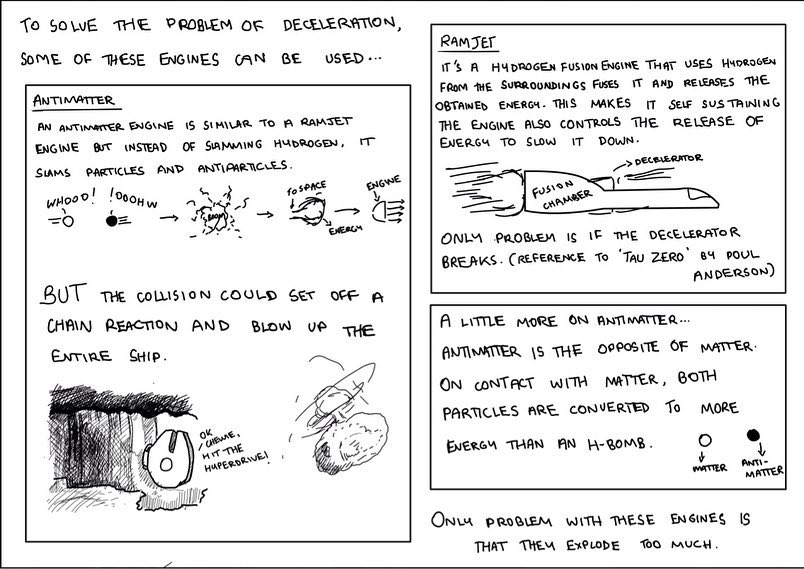 TO SOLVE THE PROBLEM OF DECELERATION,
SOME OF THESE ENGINES CAN BE USED...
ANTIMATTER
AN ANTIMATTER ENGINE IS SIMILAR TO A RAMJET
ENGINE BUT INSTEAD OF SLAMMING HYDROGEN, IT
SLAMS PARTICLES AND ANTIPARTICLES.
WHOOO! !OOOHW
BOOM
TO SPACE
ENERGY
ENGINE
BUT THE COLLISION COULD SET OFF A
CHAIN REACTION AND BLOW UP THE
ENTIRE SHIP.
OK
CHEWIE,
HIT THE
HYPERDRIVE!
RAMJET
IT'S A HYDROGEN FUSION ENGINE THAT USES HYDROGEN
FROM THE SURROUNDINGS FUSES IT AND RELEASES THE
OBTAINED ENERGY. THIS MAKES IT SELF SUSTAINING
THE ENGINE ALSO CONTROLS THE RELEASE OF
ENERGY TO SLOW IT DOWN.
DECELERATOR
FUSION
CHAMBER
ONLY PROBLEM IS IF THE DECELERATOR
BREAKS. (REFERENCE TO 'TAU ZERO' BY POUL
ANDERSON)
A LITTLE MORE ON ANTIMATTER...
ANTIMATTER IS THE OPPOSITE OF MATTER.
ON CONTACT WITH MATTER, BOTH
PARTICLES ARE CONVERTED TO MORE
ENERGY THAN AN H-BOMB.
MATTER
ANTI-
MATTER
ONLY PROBLEM WITH THESE ENGINES IS
THAT THEY EXPLODE TOO MUCH.